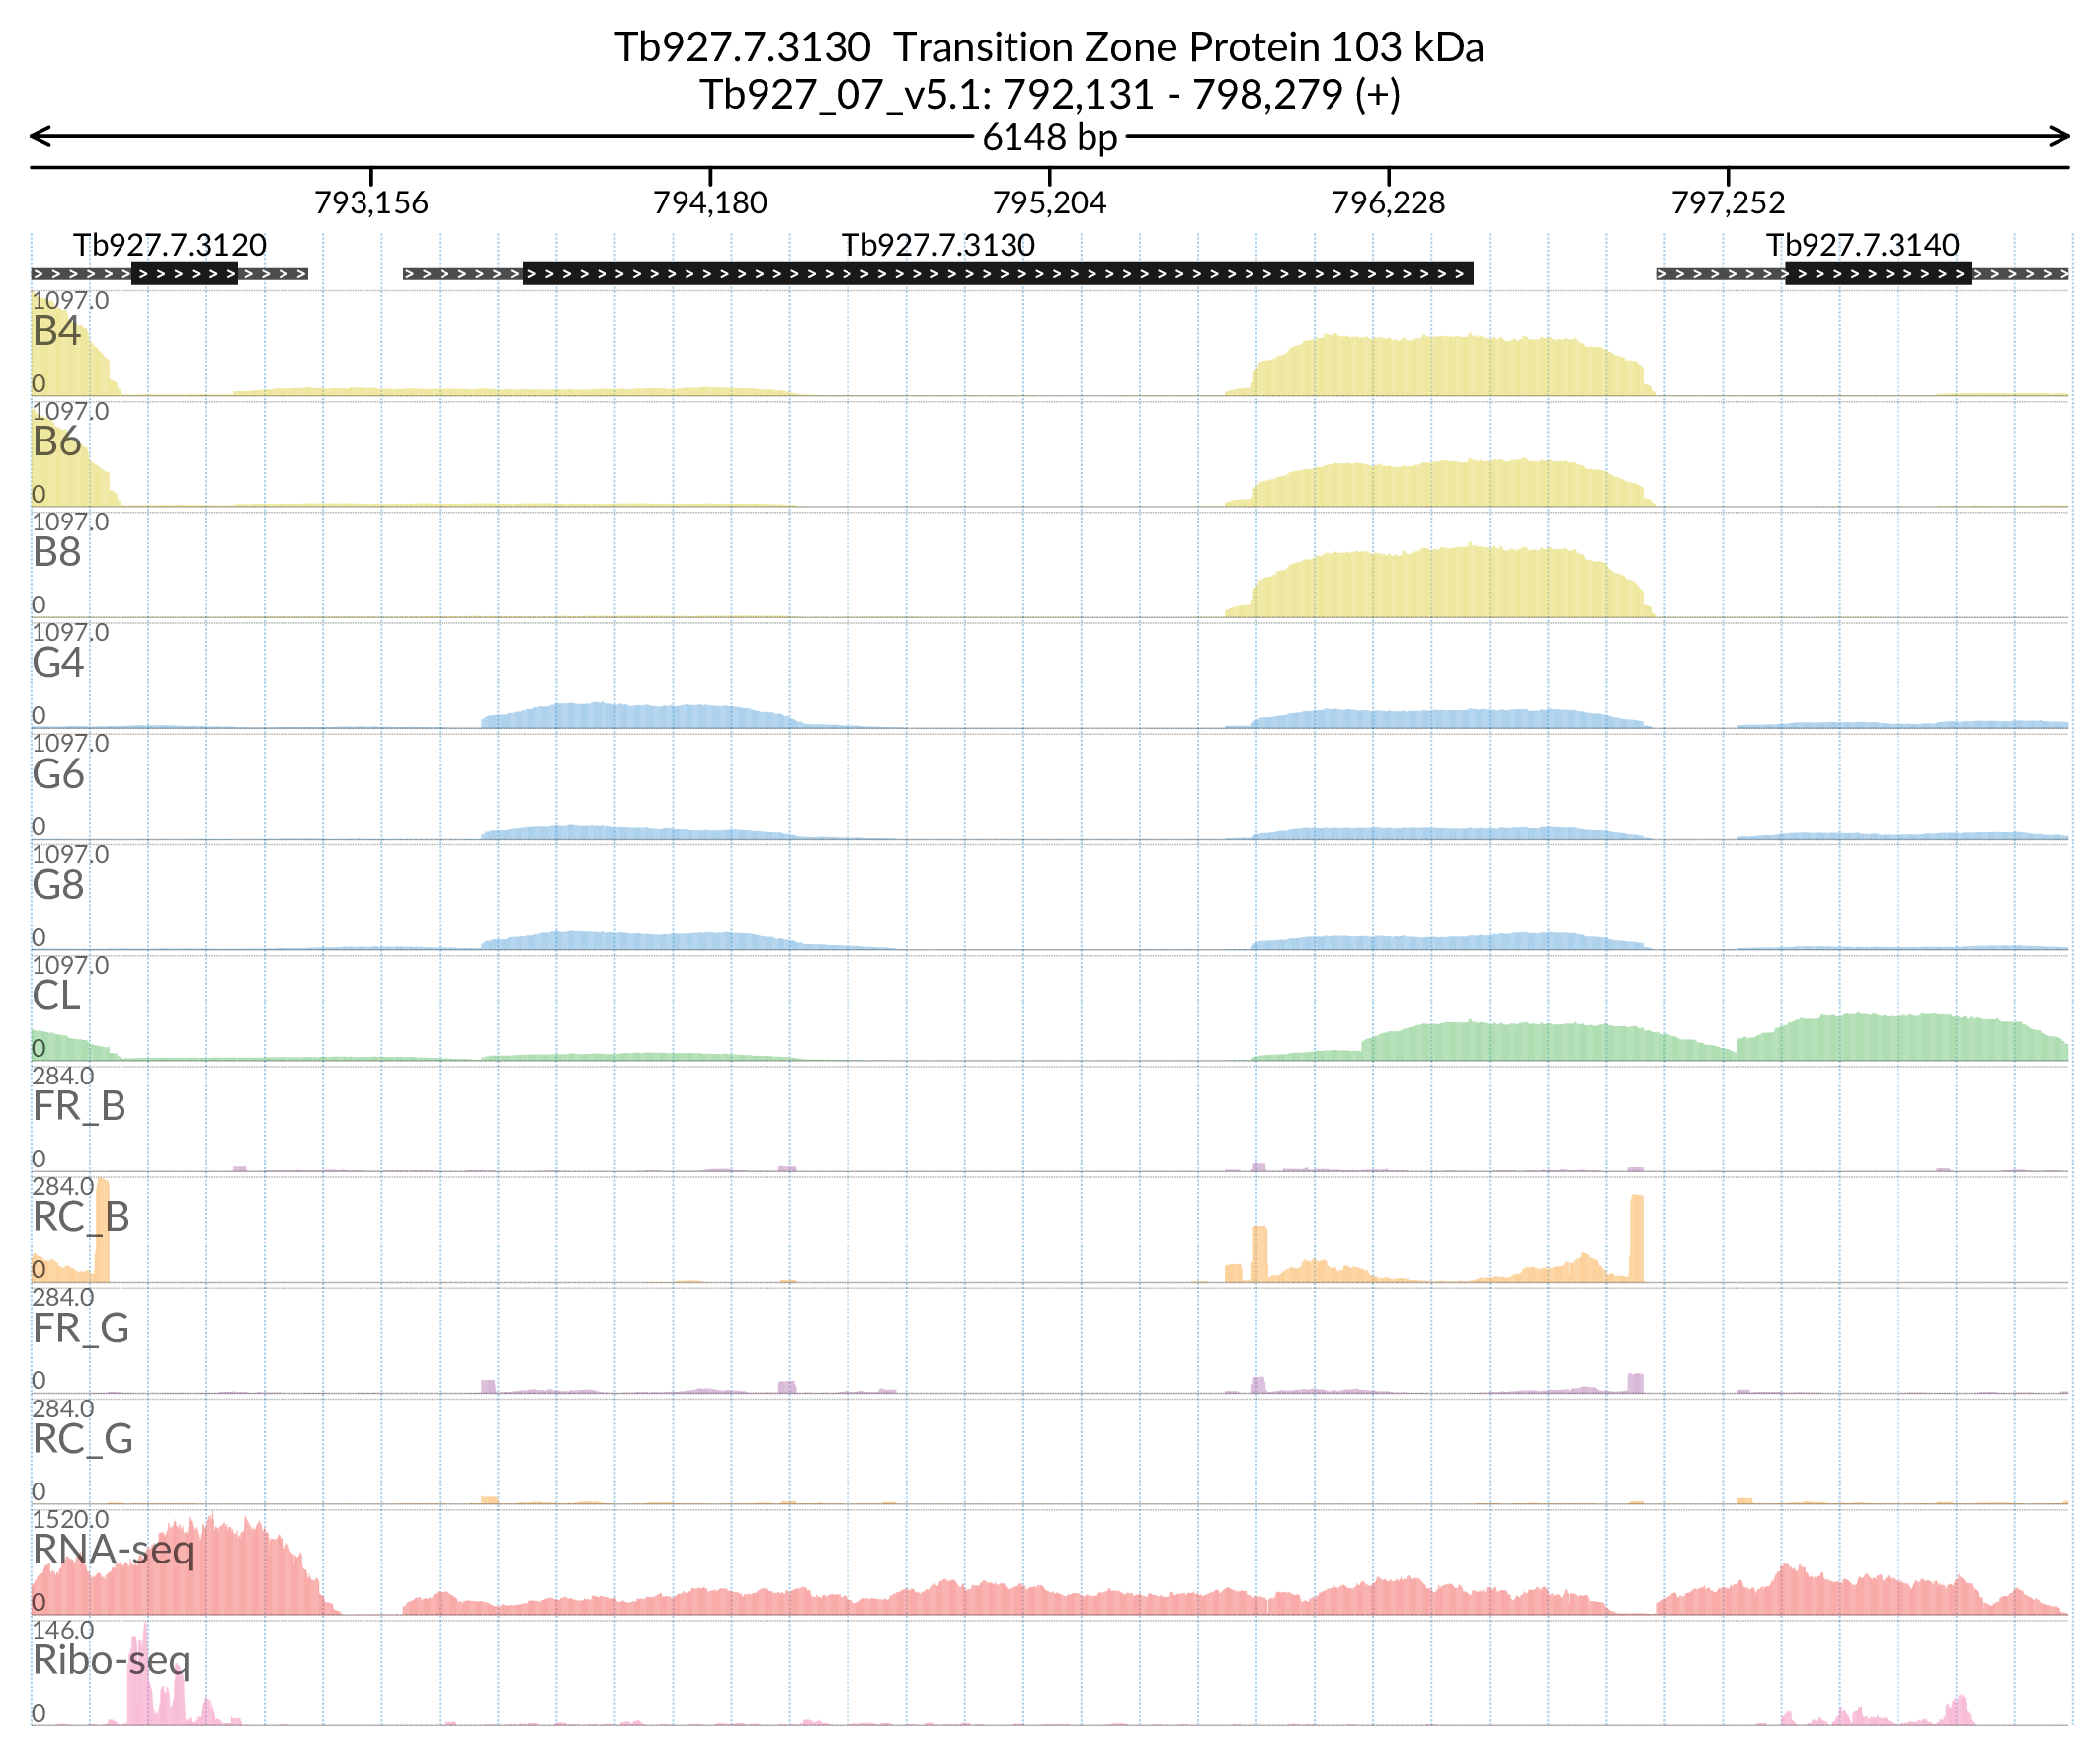 Tb927.7.3130 Transition Zone Protein 103 kDa
Tb927_07_v5.1: 792,131 - 798,279 (+)
6148 bp
793,156 794,180 795,204 796,228 797,252
Tb927.7.3120 Tb927.7.3130 Tb927.7.3140
1097.0
B4
0
1097.0
B6
0
1097.0
B8
0
1097.0
G4
0
1097.0
G6
0
1097.0
G8
0
1097.0
CL
0
284.0
FR_B
0
284.0
RC_B
0
284.0
FR_G
0
284.0
RC_G
0
1520.0
RNA-seq
0
146.0
Ribo-seq
0